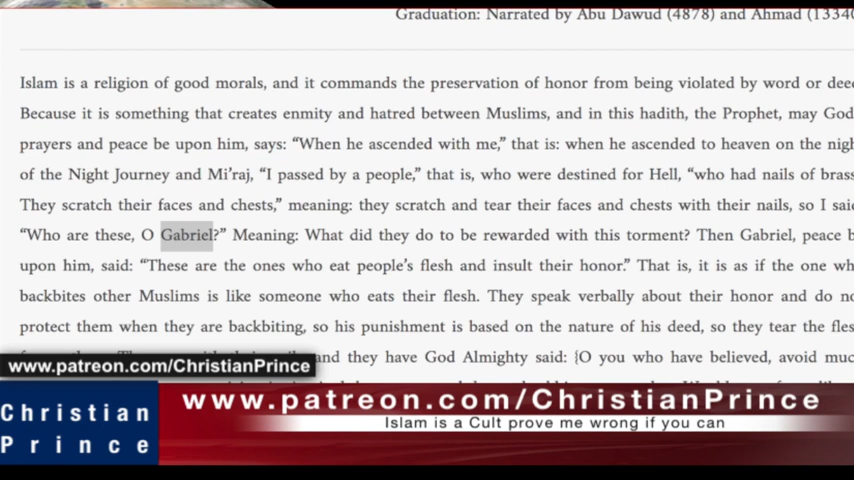 Graduation: Narrated by Abu Dawud (4878) and Ahmad (13340
Islam is a religion of good morals, and it commands the preservation of honor from being violated by word or deed
Because it is something that creates enmity and hatred between Muslims, and in this hadith, the Prophet, may God
prayers and peace be upon him, says: “When he ascended with me,” that is: when he ascended to heaven on the nigh
of the Night Journey and Mi’raj, “I passed by a people,” that is, who were destined for Hell, “who had nails of brass
They scratch their faces and chests,” meaning: they scratch and tear their faces and chests with their nails, so I said
“Who are these, O Gabriel?” Meaning: What did they do to be rewarded with this torment? Then Gabriel, peace b
upon him, said: “These are the ones who eat people’s flesh and insult their honor.” That is, it is as if the one wh
backbites other Muslims is like someone who eats their flesh. They speak verbally about their honor and do no
protect them when they are backbiting, so his punishment is based on the nature of his deed, so they tear the fles
and they have God Almighty said: {O you who have believed, avoid muc
www.patreon.com/ChristianPrince
www.patreon.com/ChristianPrince
Christian
Prince
Islam is a Cult prove me wrong if you can